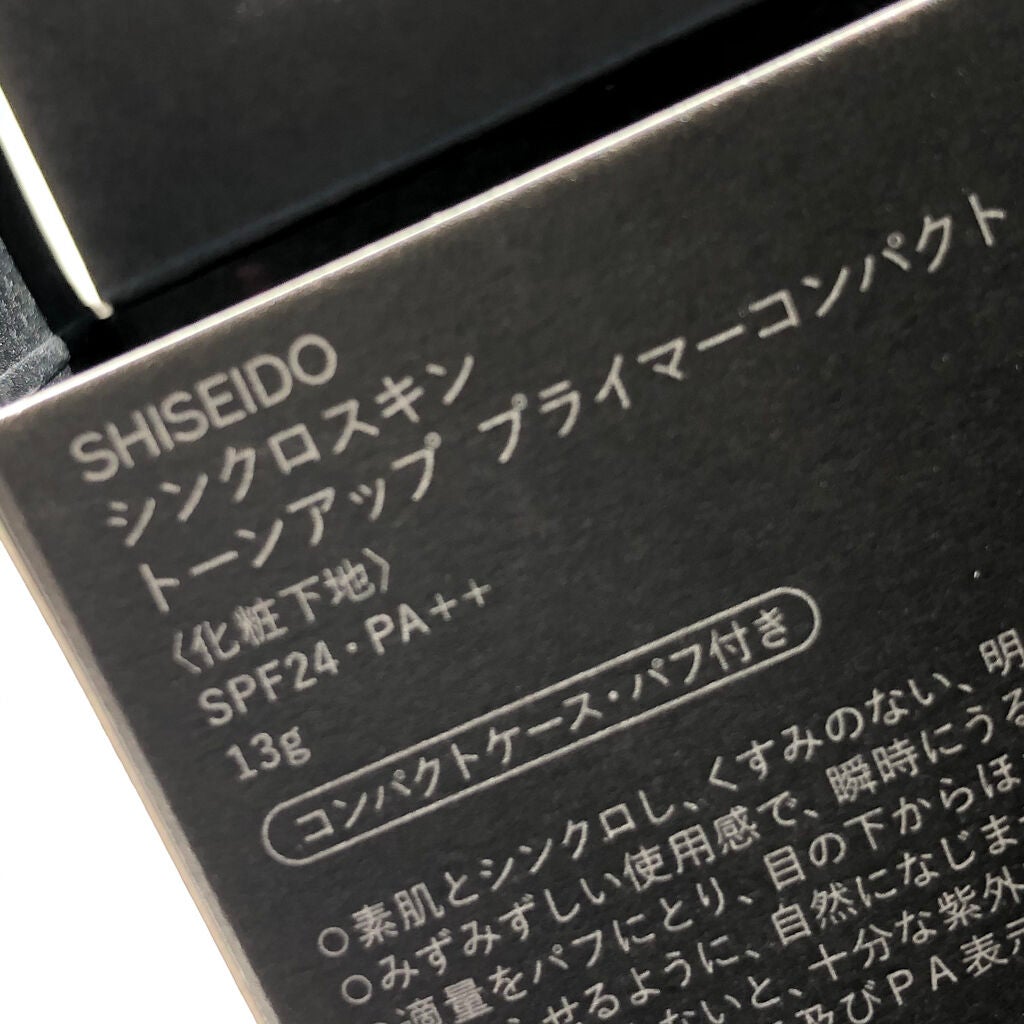 SHISEIDO
シンクロスキン
トーンアップ プライマーコンパクト
〈化粧下地〉
SPF24・PA++
13g
コンパクトケース・パフ付き
○素肌とシンクロし、くすみのない、明
○みずみずしい使用感で、瞬時にうる
適量をパフにとり、目の下からほ
せるように、自然になじま
ないと、十分な紫外
及びPA表示